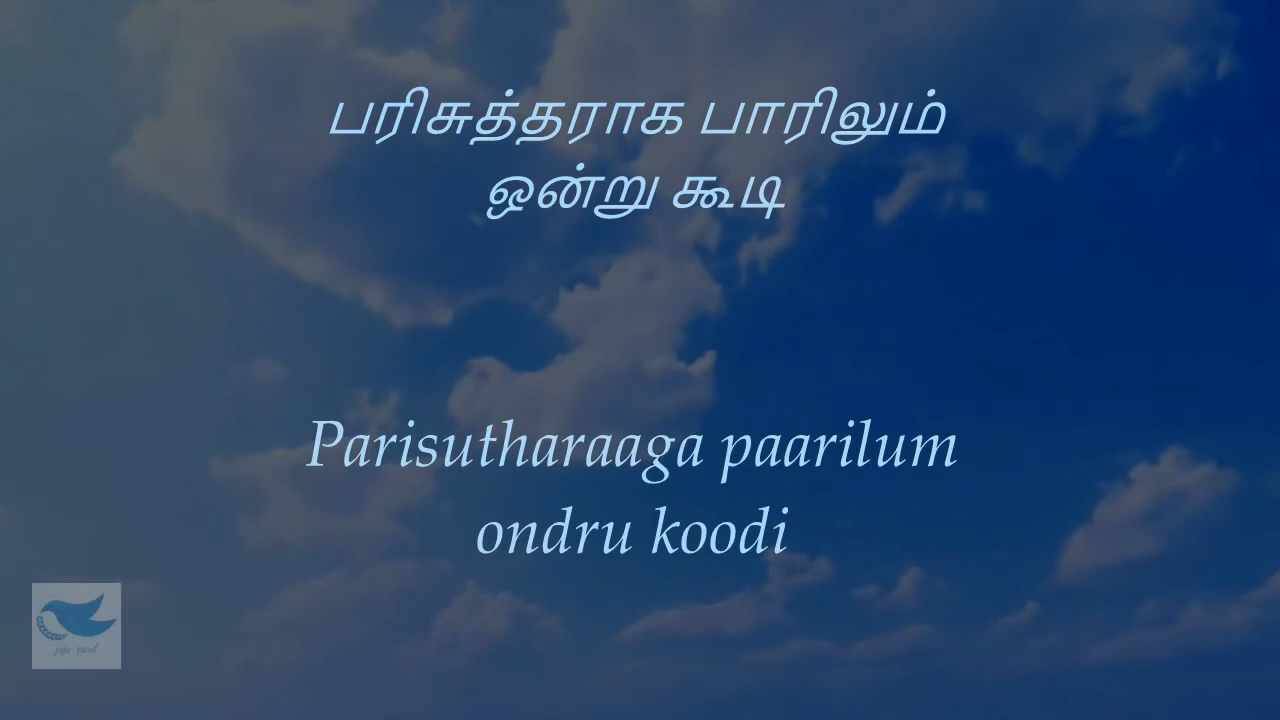 பரிசுத்தராக பாரிலும்
ஒன்று கூடி
Parisutharaaga paarilum
ondru koodi